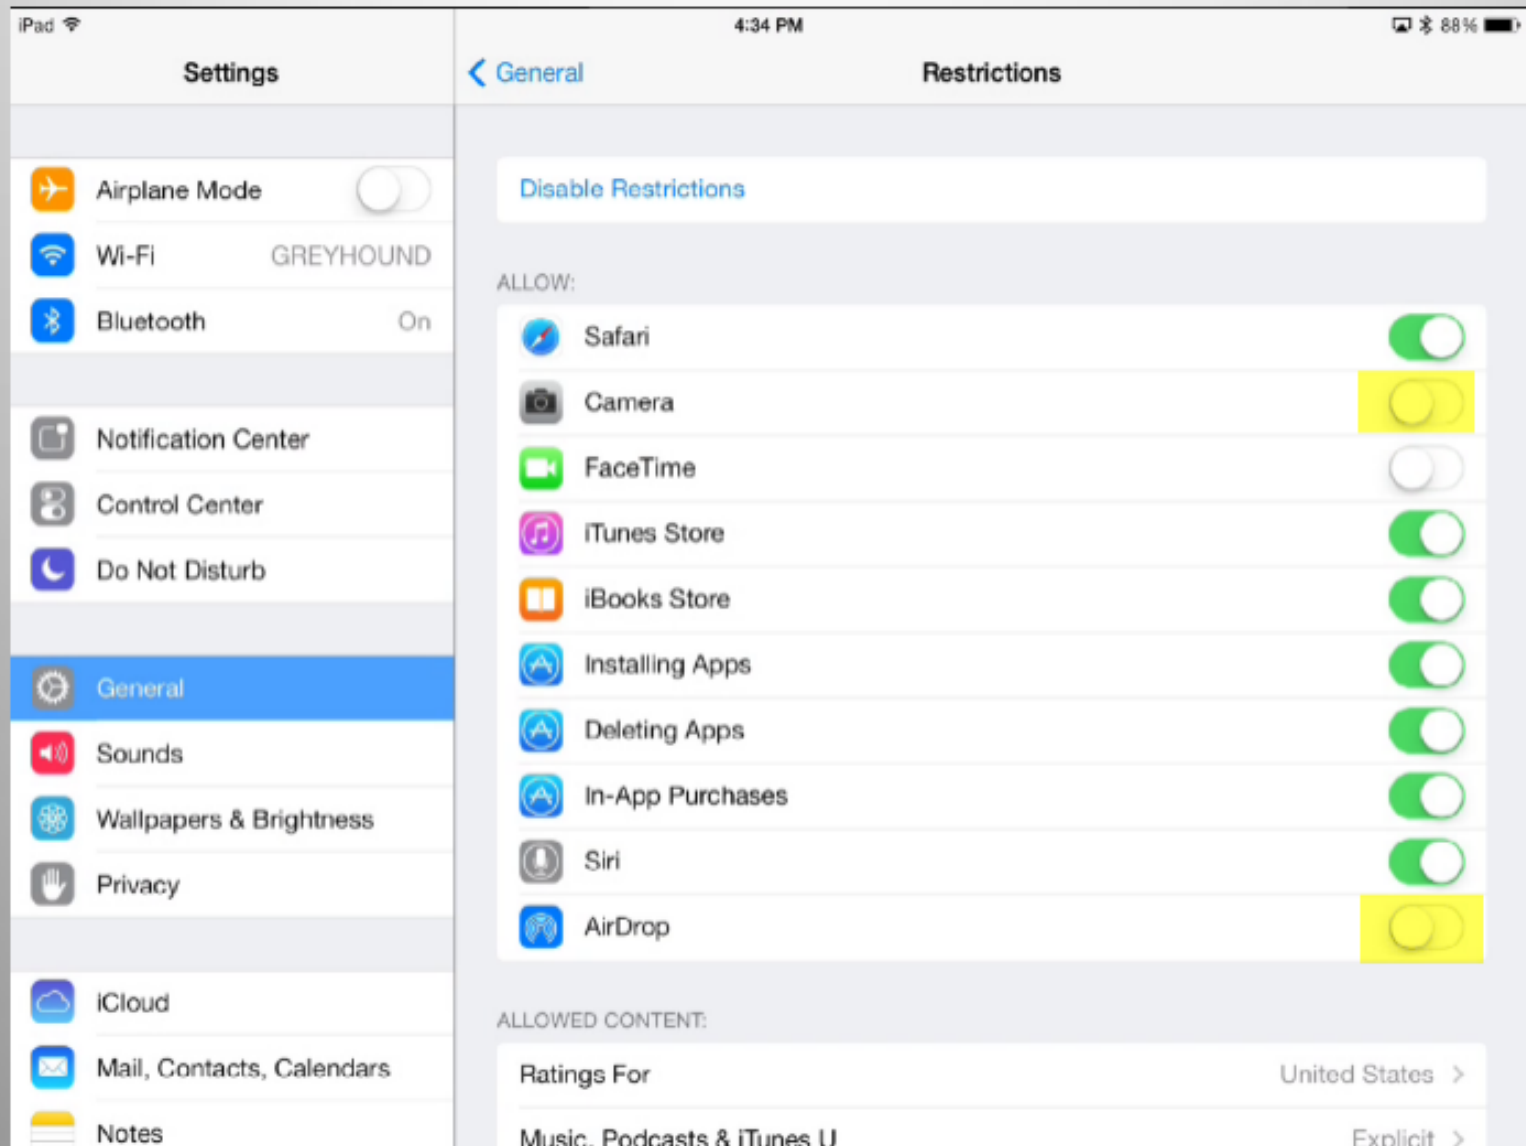 iPad 4:34 PM 88%
Settings
General Restrictions
Airplane Mode
Wi-Fi GREYHOUND
Bluetooth On
Notification Center
Control Center
Do Not Disturb
General
Sounds
Wallpapers & Brightness
Privacy
iCloud
Mail, Contacts, Calendars
Notes
Disable Restrictions
ALLOW:
Safari
Camera
FaceTime
iTunes Store
iBooks Store
Installing Apps
Deleting Apps
In-App Purchases
Siri
AirDrop
ALLOWED CONTENT:
Ratings For United States
Music, Podcasts & iTunes U Explicit